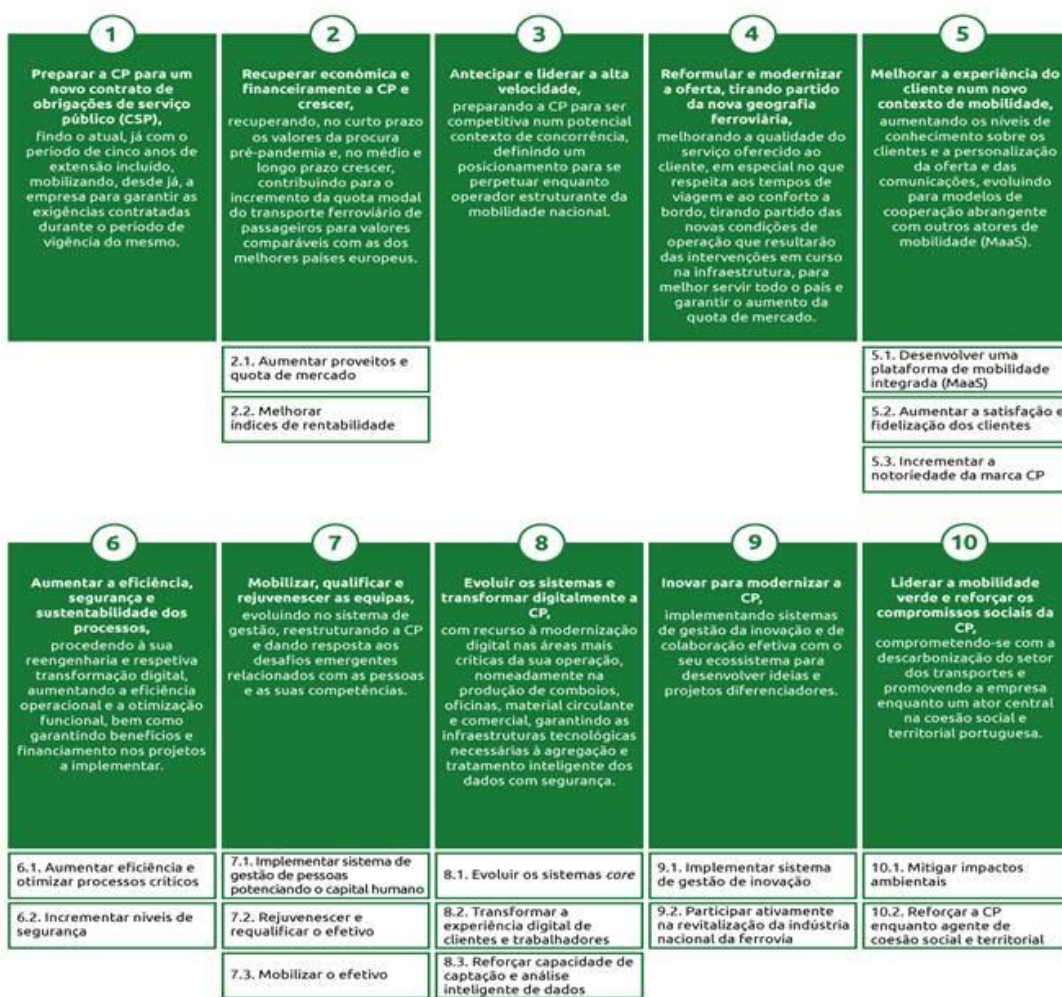 1
Preparar a CP para um
novo contrato de
obrigações de serviço
público (CSP),
findo o atual, já com o
período de cinco anos de
extensão incluído,
mobilizando, desde já, a
empresa para garantir as
exigências contratadas
durante o período de
vigência do mesmo.
2
Recuperar económica e
financeiramente a CP e
crescer,
recuperando, no curto prazo
os valores da procura
pré-pandemia e, no médio e
longo prazo crescer,
contribuindo para o
incremento da quota modal
do transporte ferroviário de
passageiros para valores
comparáveis com as dos
melhores países europeus.
2.1. Aumentar proveitos e
quota de mercado
2.2. Melhorar
índices de rentabilidade
3
Antecipar e liderar a alta
velocidade,
preparando a CP para ser
competitiva num potencial
contexto de concorrência,
definindo um
posicionamento para se
perpetuar enquanto
operador estruturante da
mobilidade nacional.
4
Reformular e modernizar
a oferta, tirando partido
da nova geografia
ferroviária,
melhorando a qualidade do
serviço oferecido ao
cliente, em especial no que
respeita aos tempos de
viagem e ao conforto a
bordo, tirando partido das
novas condições de
operação que resultarão
das intervenções em curso
na infraestrutura, para
melhor servir todo o país e
garantir o aumento da
quota de mercado.
5
Melhorar a experiência do
cliente num novo
contexto de mobilidade,
aumentando os níveis de
conhecimento sobre os
clientes e a personalização
da oferta e das
comunicações, evoluindo
para modelos de
cooperação abrangente
com outros atores de
mobilidade (MaaS).
5.1. Desenvolver uma
plataforma de mobilidade
integrada (MaaS)
5.2. Aumentar a satisfação e
fidelização dos clientes
5.3. Incrementar a
notoriedade da marca CP
6
Aumentar a eficiência,
segurança e
sustentabilidade dos
processos,
procedendo à sua
reengenharia e respetiva
transformação digital,
aumentando a eficiência
operacional e a otimização
funcional, bem como
garantindo benefícios e
financiamento nos projetos
a implementar.
6.1. Aumentar eficiência e
otimizar processos críticos
6.2. Incrementar níveis de
segurança
7
Mobilizar, qualificar e
rejuvenescer as equipas,
evoluindo no sistema de
gestão, reestruturando a CP
e dando resposta aos
desafios emergentes
relacionados com as pessoas
e as suas competências.
7.1. Implementar sistema de
gestão de pessoas
potenciando o capital humano
7.2. Rejuvenescer e
requalificar o efetivo
7.3. Mobilizar o efetivo
8
Evoluir os sistemas e
transformar digitalmente a
CP,
com recurso à modernização
digital nas áreas mais
críticas da sua operação,
nomeadamente na
produção de comboios,
oficinas, material circulante
e comercial, garantindo as
infraestruturas tecnológicas
necessárias à agregação e
tratamento inteligente dos
dados com segurança.
8.1. Evoluir os sistemas core
8.2. Transformar a
experiência digital de
clientes e trabalhadores
8.3. Reforçar capacidade de
captação e análise
inteligente de dados
9
Inovar para modernizar a
CP,
implementando sistemas
de gestão da inovação e de
colaboração efetiva com o
seu ecossistema para
desenvolver ideias e
projetos diferenciadores.
9.1. Implementar sistema
de gestão de inovação
9.2. Participar ativamente
na revitalização da indústria
nacional da ferrovia
10
Liderar a mobilidade
verde e reforçar os
compromissos sociais da
CP,
comprometendo-se com a
descarbonização do setor
dos transportes e
promovendo a empresa
enquanto um ator central
na coesão social e
territorial portuguesa.
10.1. Mitigar impactos
ambientais
10.2. Reforçar a CP
enquanto agente de
coesão social e territorial